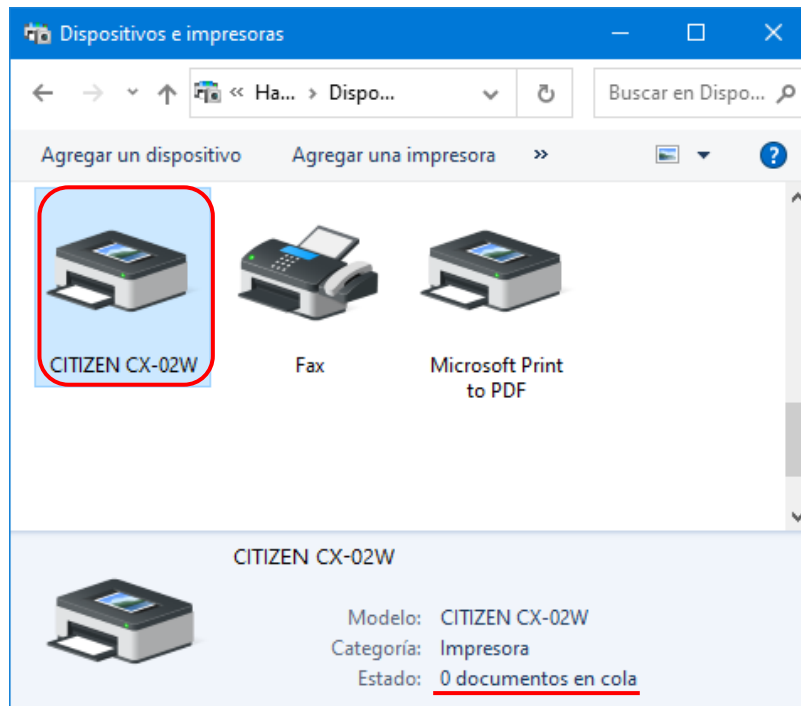 Dispositivos e impresoras
« Ha... > Dispo...
Buscar en Dispo...
Agregar un dispositivo
Agregar una impresora
»
?
CITIZEN CX-02W
Fax
Microsoft Print
to PDF
CITIZEN CX-02W
Modelo: CITIZEN CX-02W
Categoría: Impresora
Estado: 0 documentos en cola